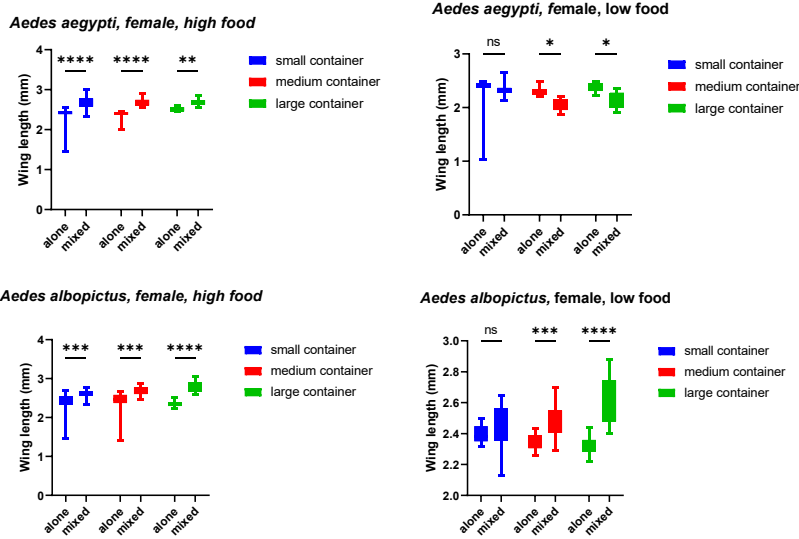 Aedes aegypti, female, high food
Wing length (mm)
4
3
2
1
0
**** **** **
alone mixed alone mixed alone mixed
small container
medium container
large container
Aedes aegypti, female, low food
Wing length (mm)
3
2
1
0
ns * *
alone mixed alone mixed alone mixed
small container
medium container
large container
Aedes albopictus, female, high food
Wing length (mm)
4
3
2
1
0
*** *** ****
alone mixed alone mixed alone mixed
small container
medium container
large container
Aedes albopictus, female, low food
Wing length (mm)
3.0
2.8
2.6
2.4
2.2
2.0
ns *** ****
alone mixed alone mixed alone mixed
small container
medium container
large container